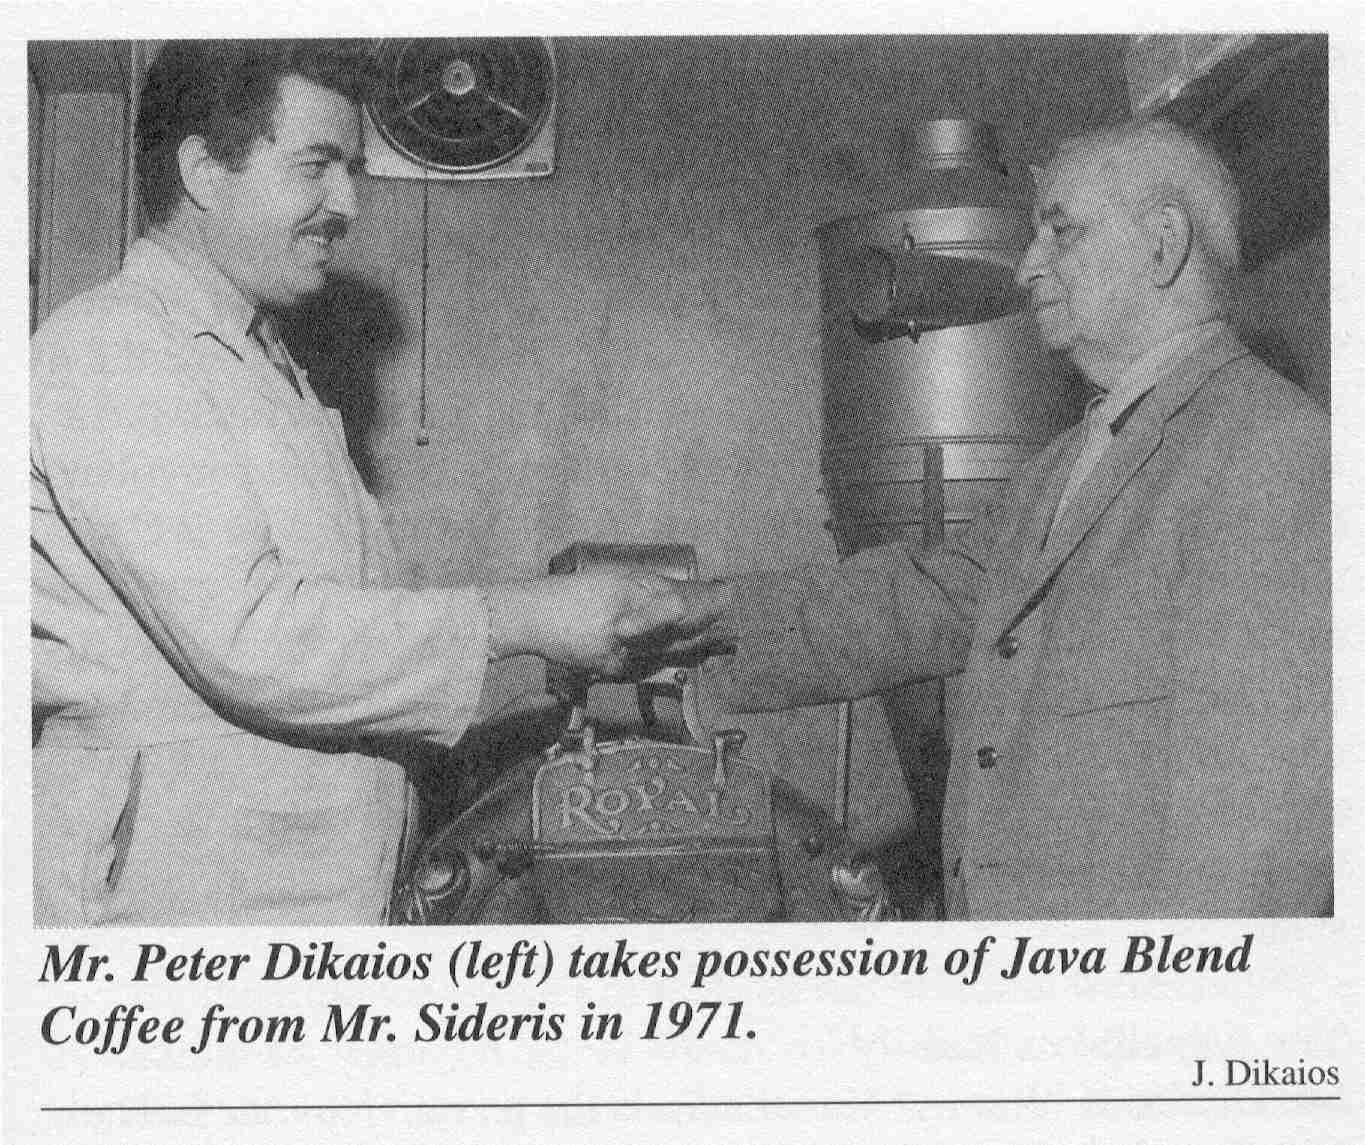 ROYAL
Mr. Peter Dikaios (left) takes possession of Java Blend
Coffee from Mr. Sideris in 1971.
J. Dikaios